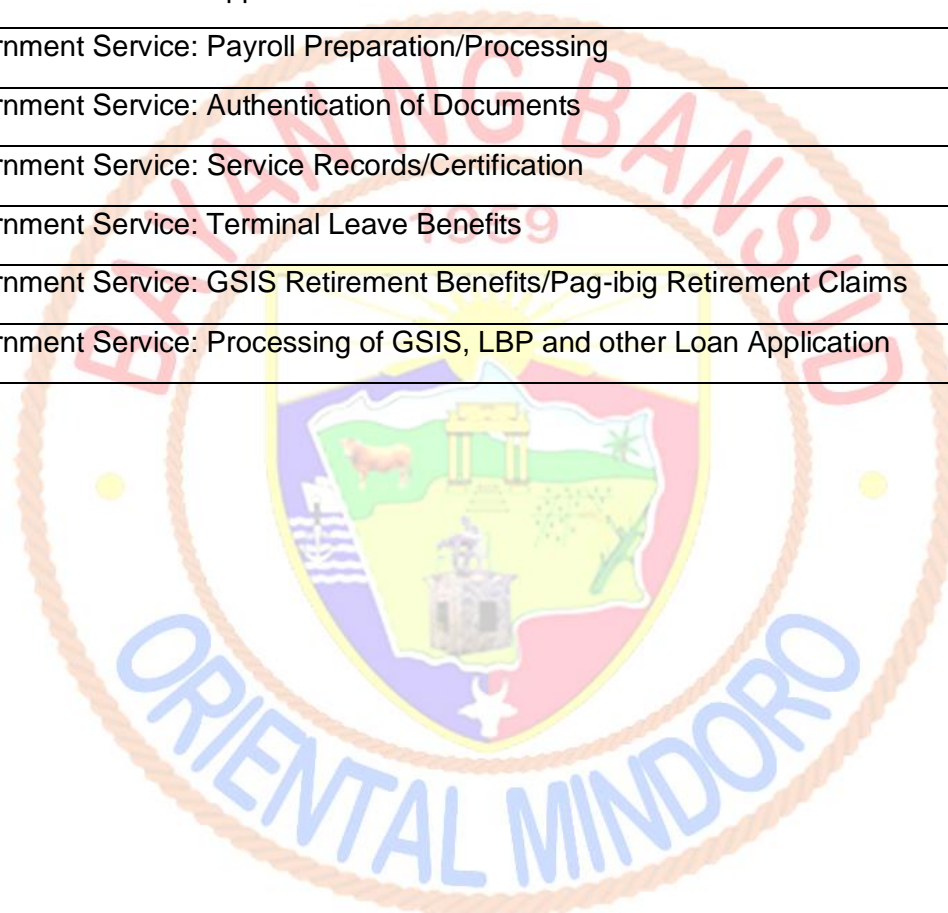 rnment Service: Payroll Preparation/Processing
rnment Service: Authentication of Documents
rnment Service: Service Records/Certification
rnment Service: Terminal Leave Benefits
rnment Service: GSIS Retirement Benefits/Pag-ibig Retirement Claims
rnment Service: Processing of GSIS, LBP and other Loan Application
BAYAN NG BANSUD
1959
ORIENTAL MINDORO